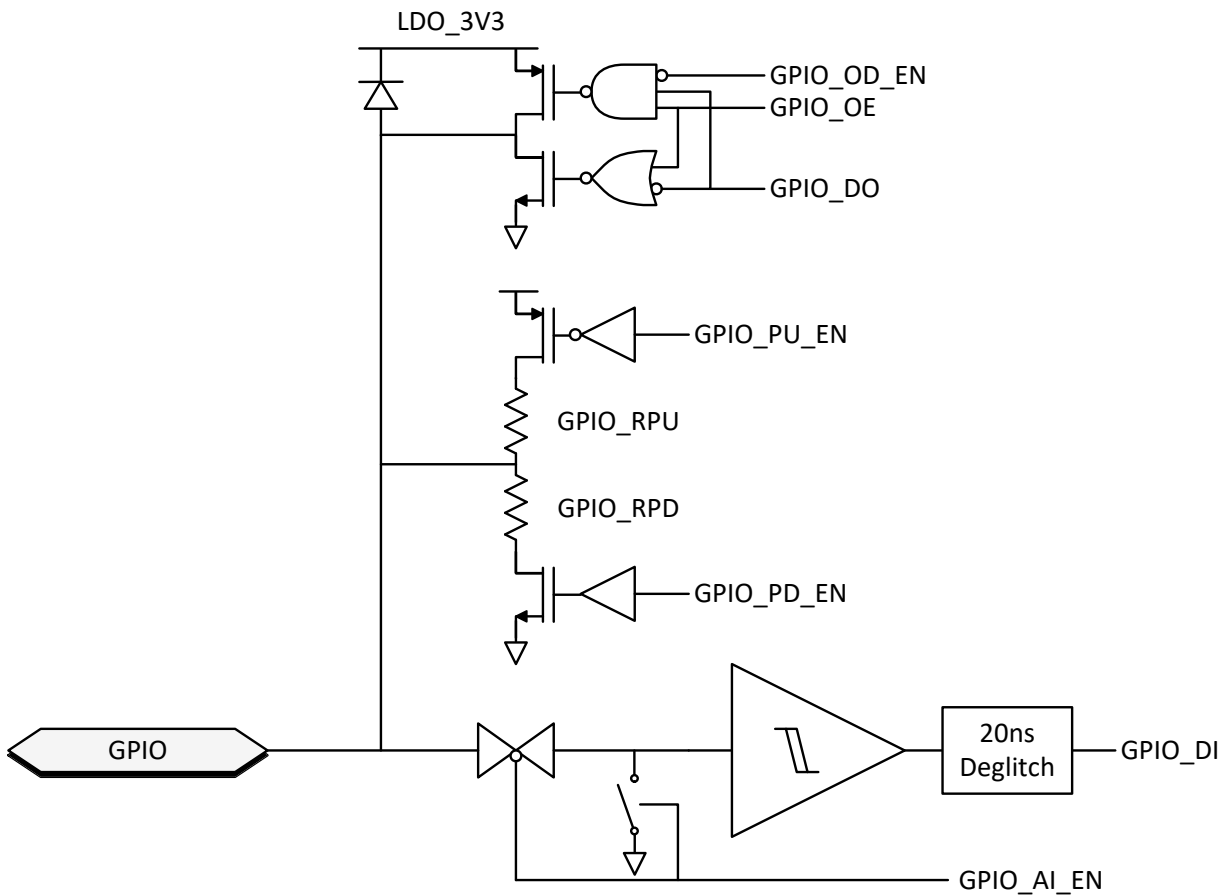 LDO_3V3
GPIO_OD_EN
GPIO_OE
GPIO_DO
GPIO_PU_EN
GPIO_RPU
GPIO_RPD
GPIO_PD_EN
GPIO
20ns
Deglitch
GPIO_DI
GPIO_AI_EN